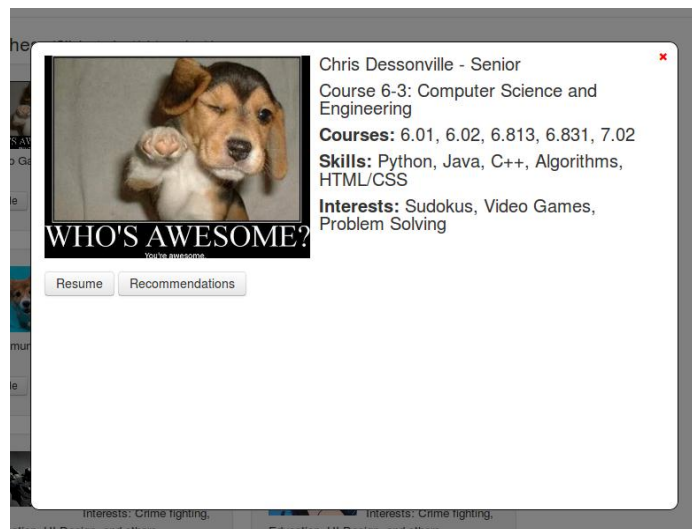 Chris Dessonville - Senior
Course 6-3: Computer Science and
Engineering
Courses: 6.01, 6.02, 6.813, 6.831, 7.02
Skills: Python, Java, C++, Algorithms,
HTML/CSS
Interests: Sudokus, Video Games,
Problem Solving
WHO'S AWESOME?
You're awesome.
Resume
Recommendations
Interests: Crime fighting,
Interests: Crime fighting,